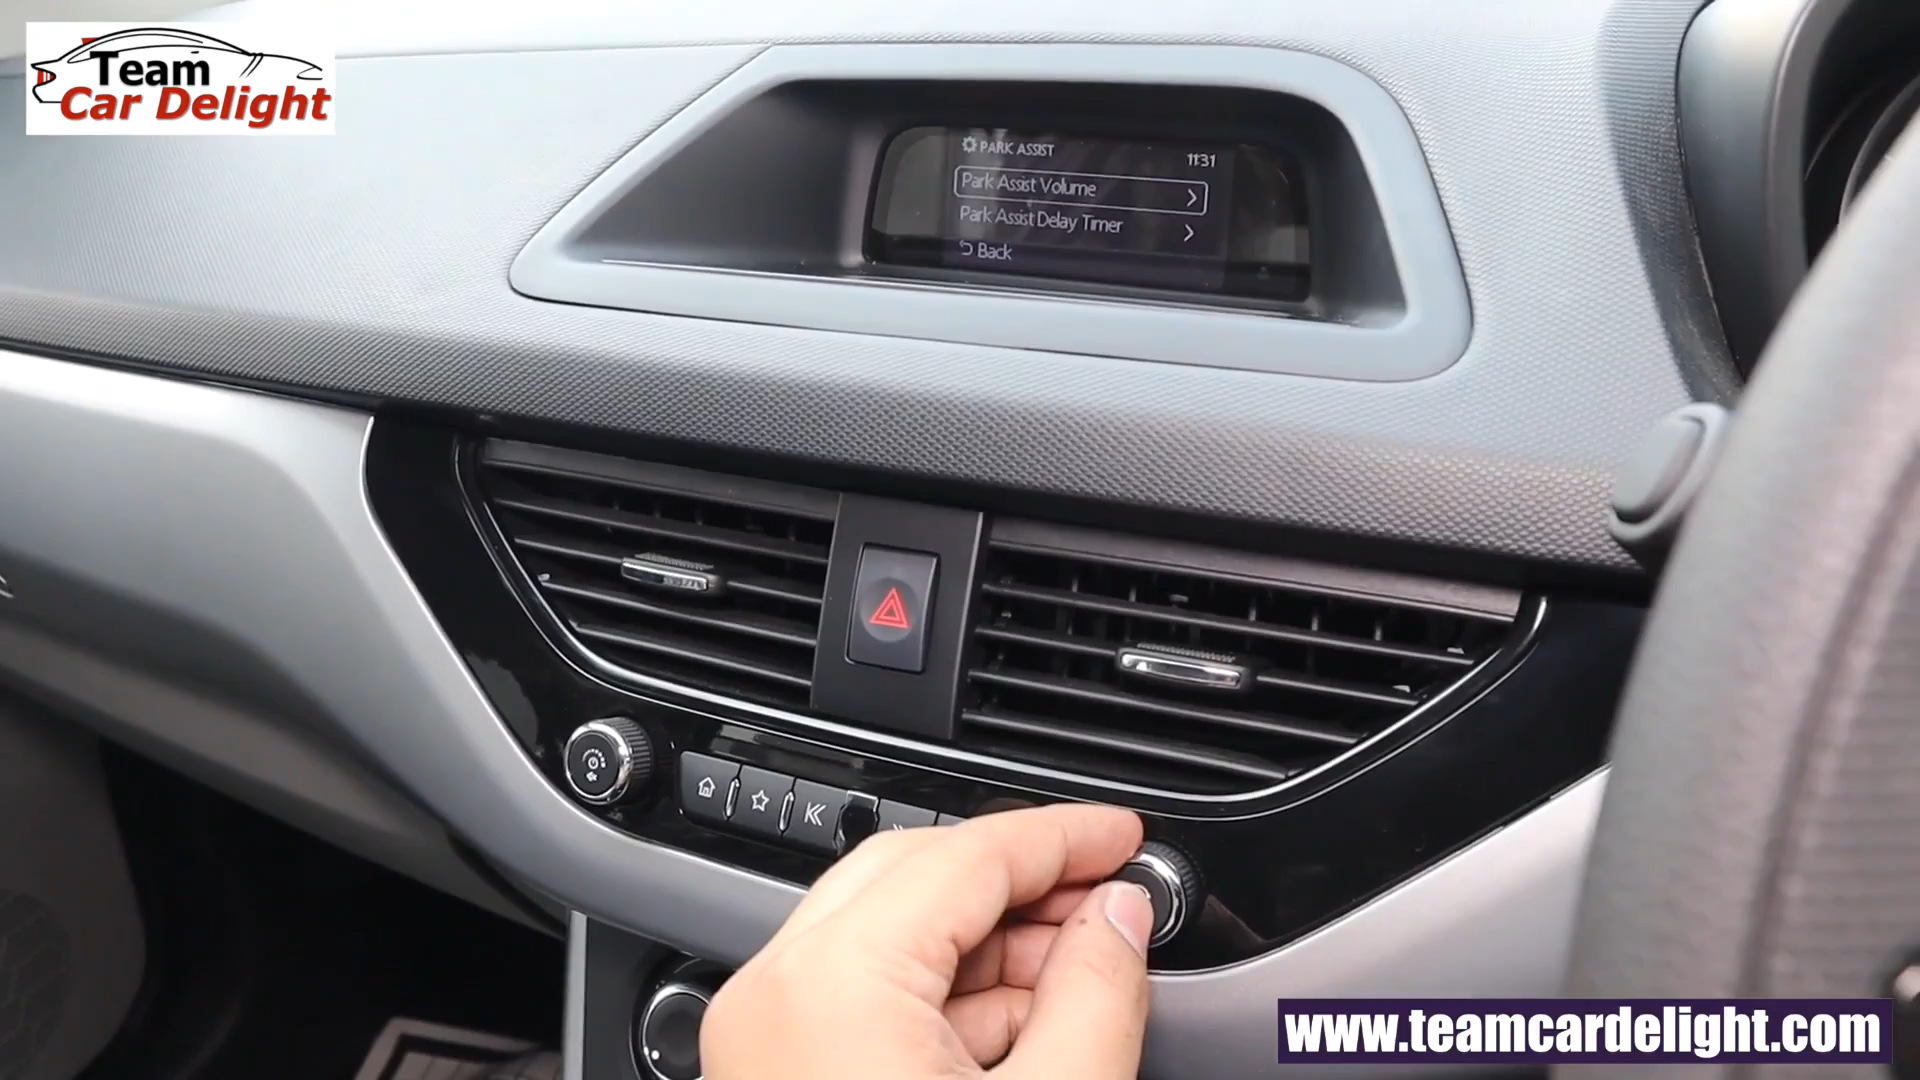 Team
Car Delight
PARK ASSIST
11:31
Park Assist Volume
Park Assist Delay Timer
Back
www.teamcardelight.com